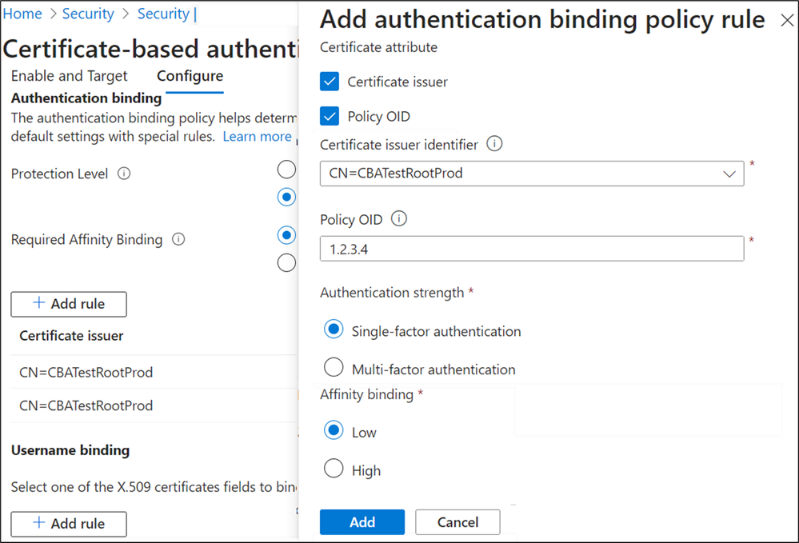 Home > Security > Security |
Certificate-based authenti
Enable and Target Configure
Authentication binding
The authentication binding policy helps determ
default settings with special rules. Learn more
Protection Level
Required Affinity Binding
+ Add rule
Certificate issuer
CN=CBATestRootProd
CN=CBATestRootProd
Username binding
Select one of the X.509 certificates fields to bin
+ Add rule
Add authentication binding policy rule
Certificate attribute
Certificate issuer
Policy OID
Certificate issuer identifier
CN=CBATestRootProd *
Policy OID
1.2.3.4 *
Authentication strength *
Single-factor authentication
Multi-factor authentication
Affinity binding *
Low
High
Add Cancel